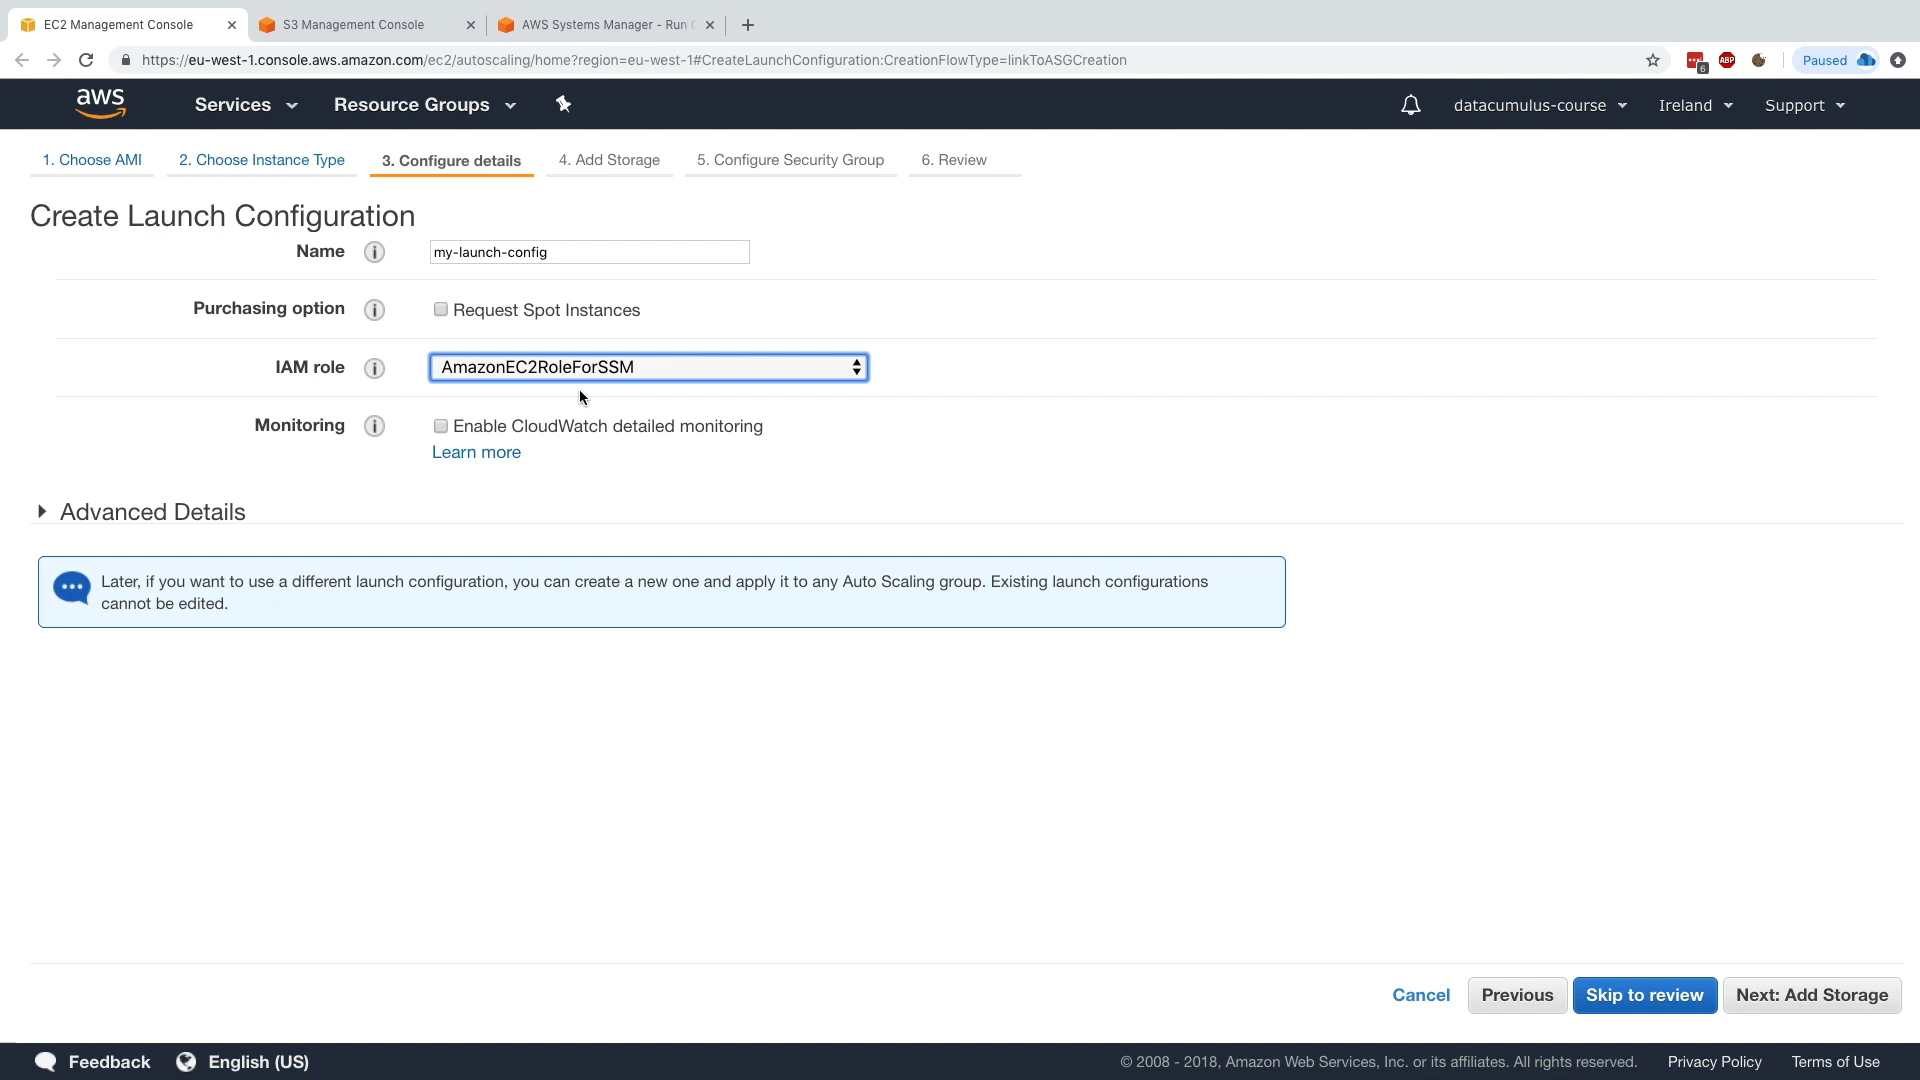 EC2 Management Console
S3 Management Console
AWS Systems Manager - Run
https://eu-west-1.console.aws.amazon.com/ec2/autoscaling/home?region=eu-west-1#CreateLaunchConfiguration:CreationFlowType=linkToASGCreation
6
ABP
Paused
aws
Services
Resource Groups
datacumulus-course
Ireland
Support
1. Choose AMI
2. Choose Instance Type
3. Configure details
4. Add Storage
5. Configure Security Group
6. Review
Create Launch Configuration
Name
i
my-launch-config
Purchasing option
i
Request Spot Instances
IAM role
i
AmazonEC2RoleForSSM
Monitoring
i
Enable CloudWatch detailed monitoring
Learn more
Advanced Details
Later, if you want to use a different launch configuration, you can create a new one and apply it to any Auto Scaling group. Existing launch configurations
cannot be edited.
Cancel
Previous
Skip to review
Next: Add Storage
Feedback
English (US)
© 2008 - 2018, Amazon Web Services, Inc. or its affiliates. All rights reserved.
Privacy Policy
Terms of Use